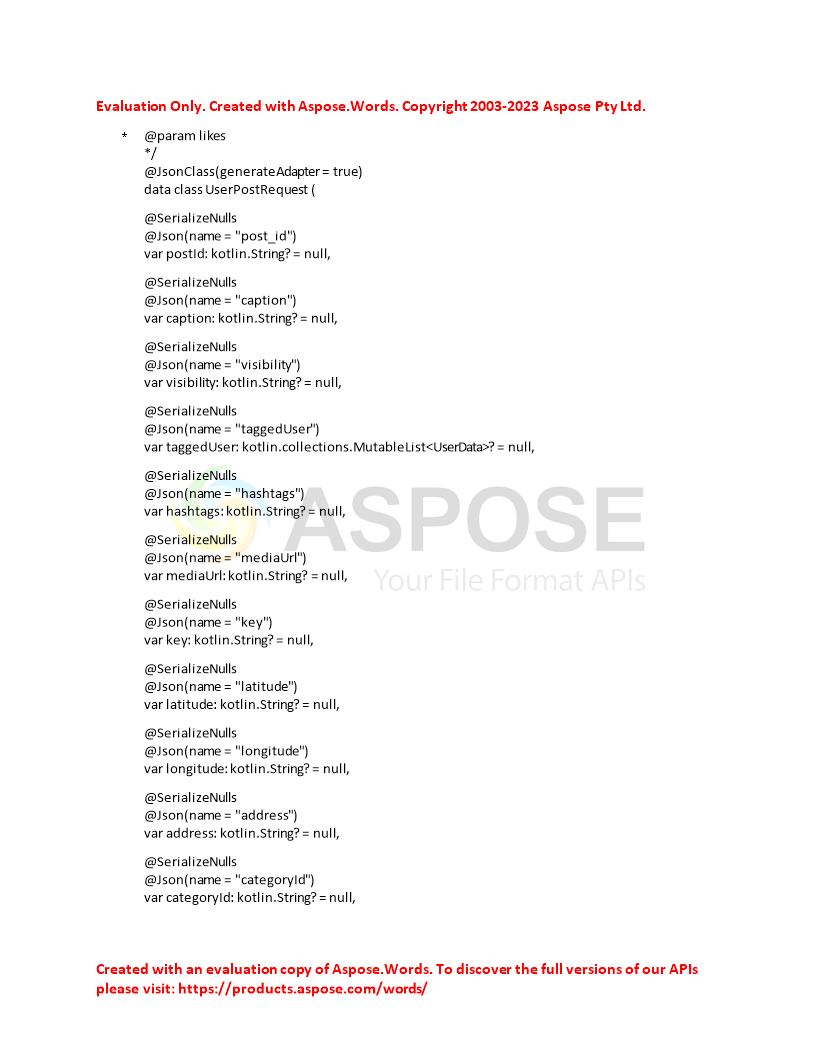 Evaluation Only. Created with Aspose.Words. Copyright 2003-2023 Aspose Pty Ltd.
* @param likes
*/
@JsonClass(generateAdapter = true)
data class UserPostRequest (
@SerializeNulls
@Json(name = "post_id")
var postId: kotlin.String? = null,
@SerializeNulls
@Json(name = "caption")
var caption: kotlin.String? = null,
@SerializeNulls
@Json(name = "visibility")
var visibility: kotlin.String? = null,
@SerializeNulls
@Json(name = "taggedUser")
var taggedUser: kotlin.collections.MutableList<UserData>? = null,
@SerializeNulls
@Json(name = "hashtags")
var hashtags: kotlin.String? = null,
ASPOSE
@SerializeNulls
@Json(name = "mediaUrl")
var mediaUrl: kotlin.String? = null,
Your File Format APIs
@SerializeNulls
@Json(name = "key")
var key: kotlin.String? = null,
@SerializeNulls
@Json(name = "latitude")
var latitude: kotlin.String? = null,
@SerializeNulls
@Json(name = "longitude")
var longitude: kotlin.String? = null,
@SerializeNulls
@Json(name = "address")
var address: kotlin.String? = null,
@SerializeNulls
@Json(name = "categoryId")
var categoryId: kotlin.String? = null,
Created with an evaluation copy of Aspose.Words. To discover the full versions of our APIs
please visit: https://products.aspose.com/words/